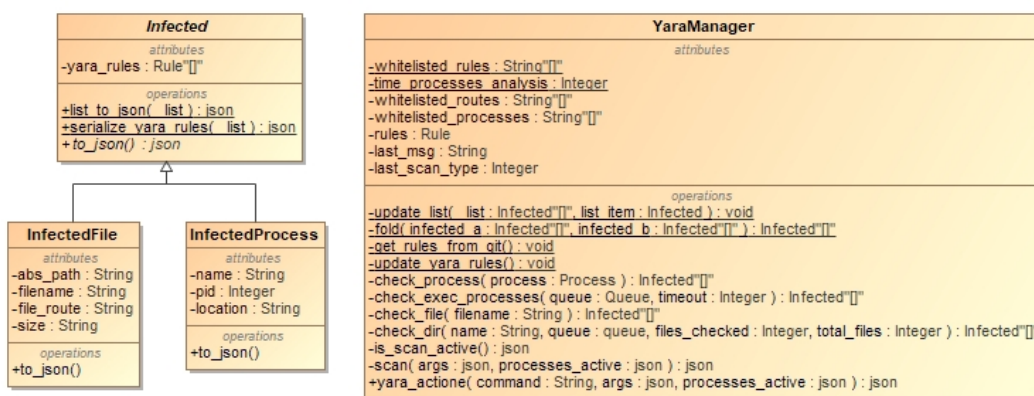 Infected
attributes
-yara_rules : Rule"[]"
operations
+list_to_json( _list ) : json
+serialize_yara_rules( _list ) : json
+to_json() : json
InfectedFile
attributes
-abs_path : String
-filename : String
-file_route : String
-size : String
operations
+to_json()
InfectedProcess
attributes
-name : String
-pid : Integer
-location : String
operations
+to_json()
YaraManager
attributes
-whitelisted_rules : String"[]"
-time_processes_analysis : Integer
-whitelisted_routes : String"[]"
-whitelisted_processes : String"[]"
-rules : Rule
-last_msg : String
-last_scan_type : Integer
operations
-update_list( _list : Infected"[]", list_item : Infected ) : void
-fold( infected_a : Infected"[]", infected_b : Infected"[]" ) : Infected"[]"
-get_rules_from_git() : void
-update_yara_rules() : void
-check_process( process : Process ) : Infected"[]"
-check_exec_processes( queue : Queue, timeout : Integer ) : Infected"[]"
-check_file( filename : String ) : Infected"[]"
-check_dir( name : String, queue : queue, files_checked : Integer, total_files : Integer ) : Infected"[]"
-is_scan_active() : json
-scan( args : json, processes_active : json ) : json
+yara_actione( command : String, args : json, processes_active : json ) : json